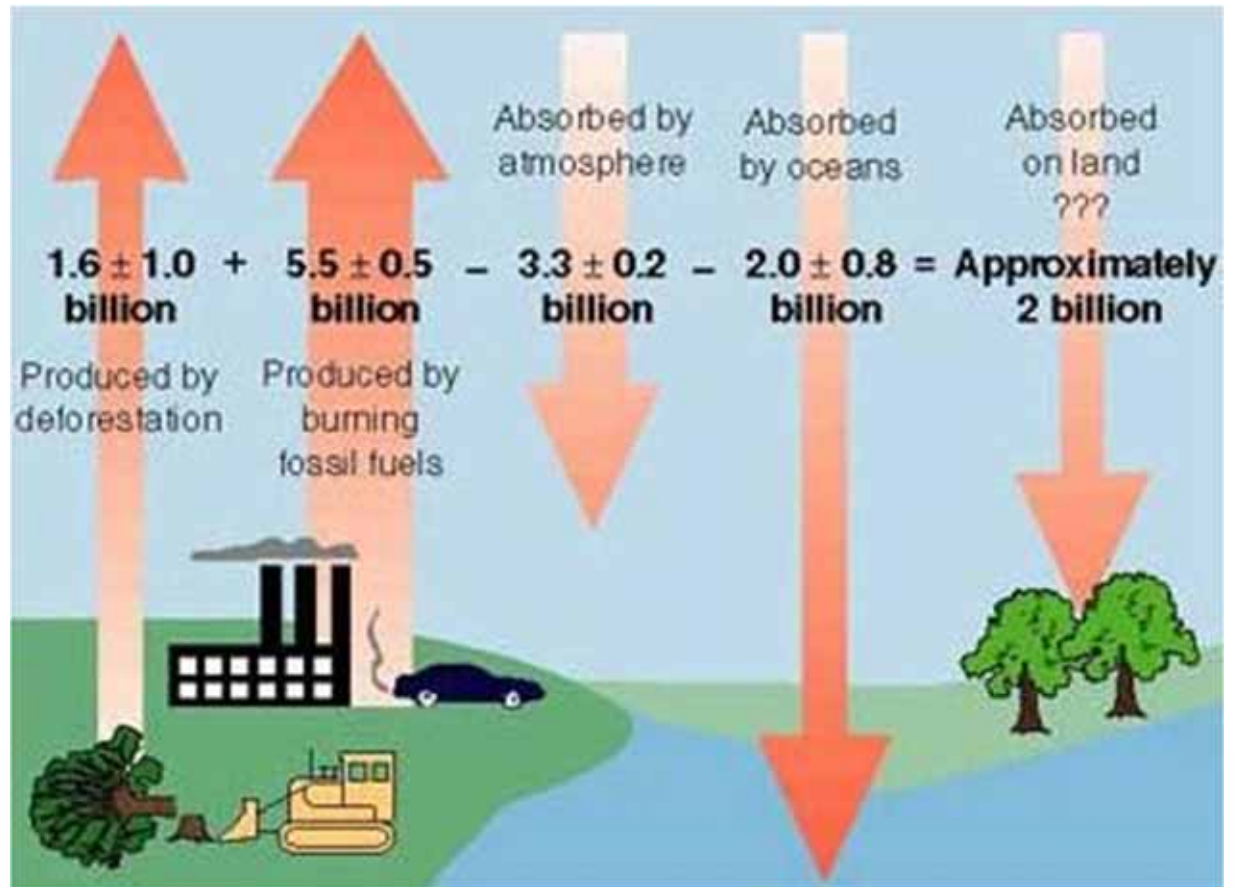 Absorbed by
atmosphere
Absorbed
by oceans
Absorbed
on land
???
1.6 ± 1.0 + 5.5 ± 0.5 – 3.3 ± 0.2 – 2.0 ± 0.8 = Approximately
billion billion billion billion 2 billion
Produced by
deforestation
Produced by
burning
fossil fuels